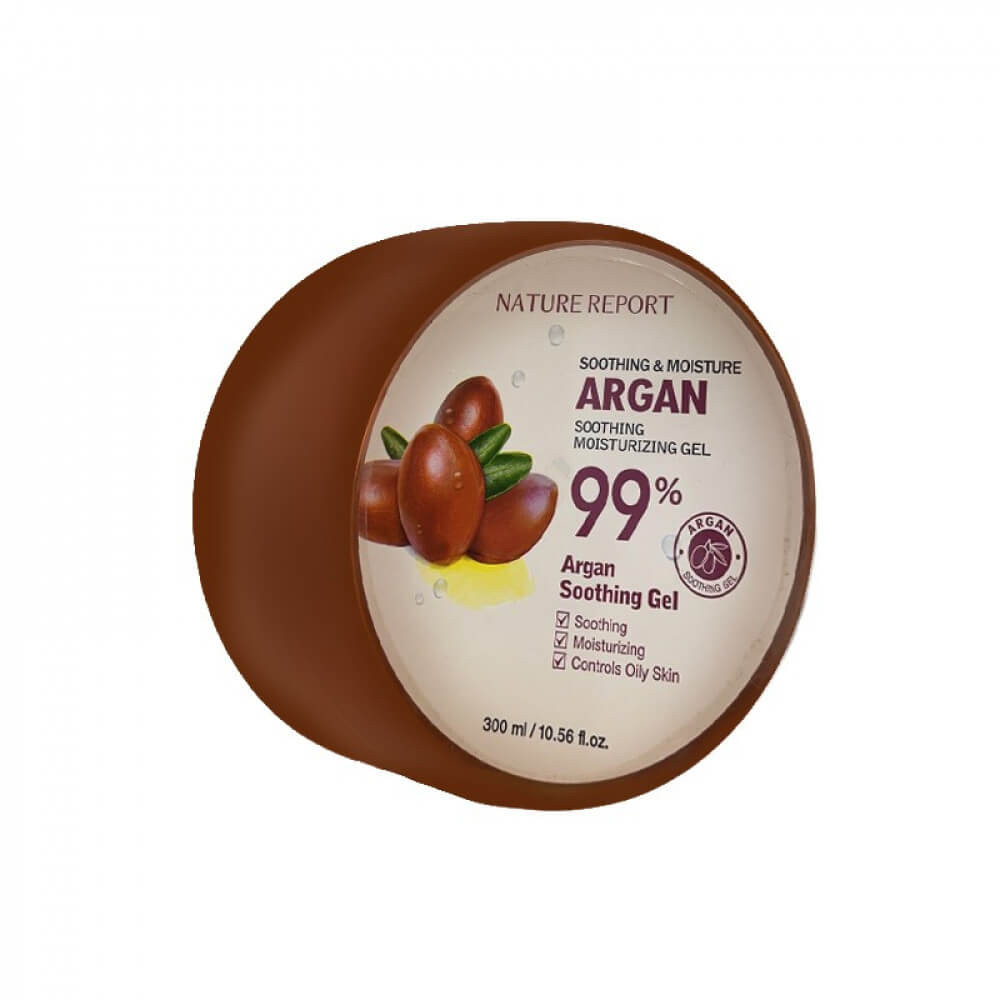 NATURE REPORT
SOOTHING & MOISTURE
ARGAN
SOOTHING
MOISTURIZING GEL
99%
ARGAN
SOOTHING GEL
Argan
Soothing Gel
☑ Soothing
☑ Moisturizing
☑ Controls Oily Skin
300 ml / 10.56 fl.oz.